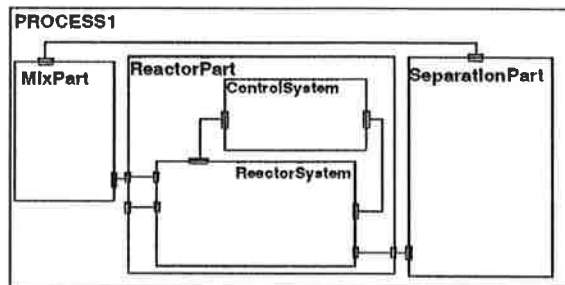 PROCESS1
MixPart
ReactorPart
SeparationPart
ControlSystem
ReactorSystem